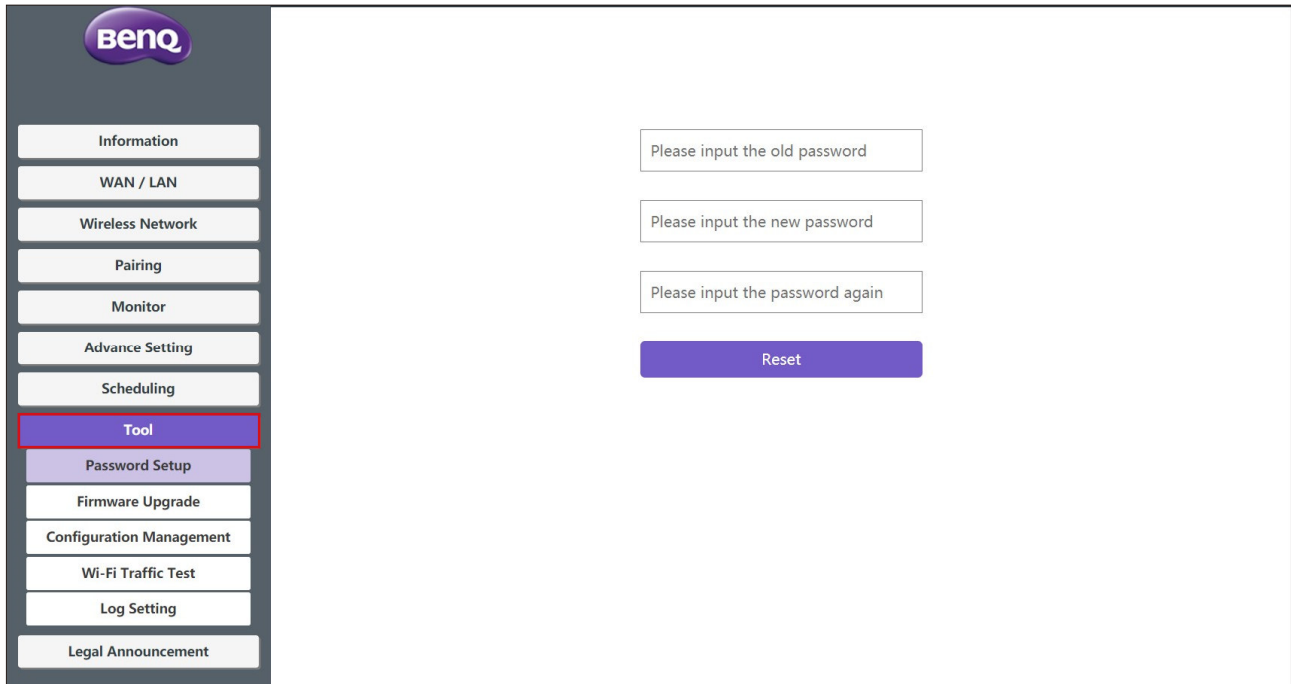 BenQ
Information
WAN / LAN
Wireless Network
Pairing
Monitor
Advance Setting
Scheduling
Tool
Password Setup
Firmware Upgrade
Configuration Management
Wi-Fi Traffic Test
Log Setting
Legal Announcement
Please input the old password
Please input the new password
Please input the password again
Reset